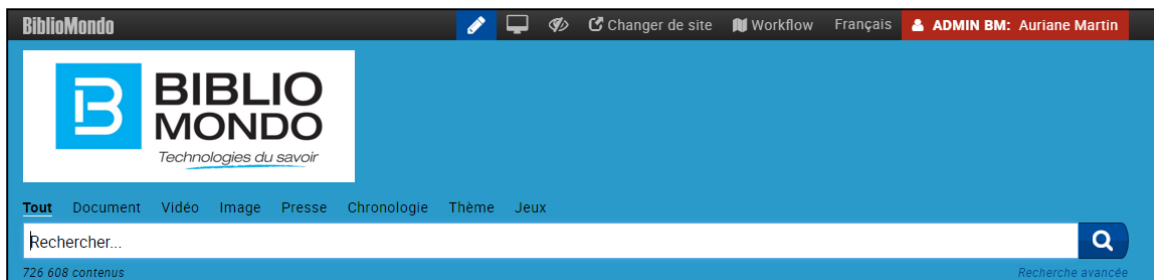 BiblioMondo Changer de site Workflow Français ADMIN BM: Auriane Martin
BIBLIO
MONDO
Technologies du savoir
Tout Document Vidéo Image Presse Chronologie Thème Jeux
Rechercher...
726 608 contenus Recherche avancée